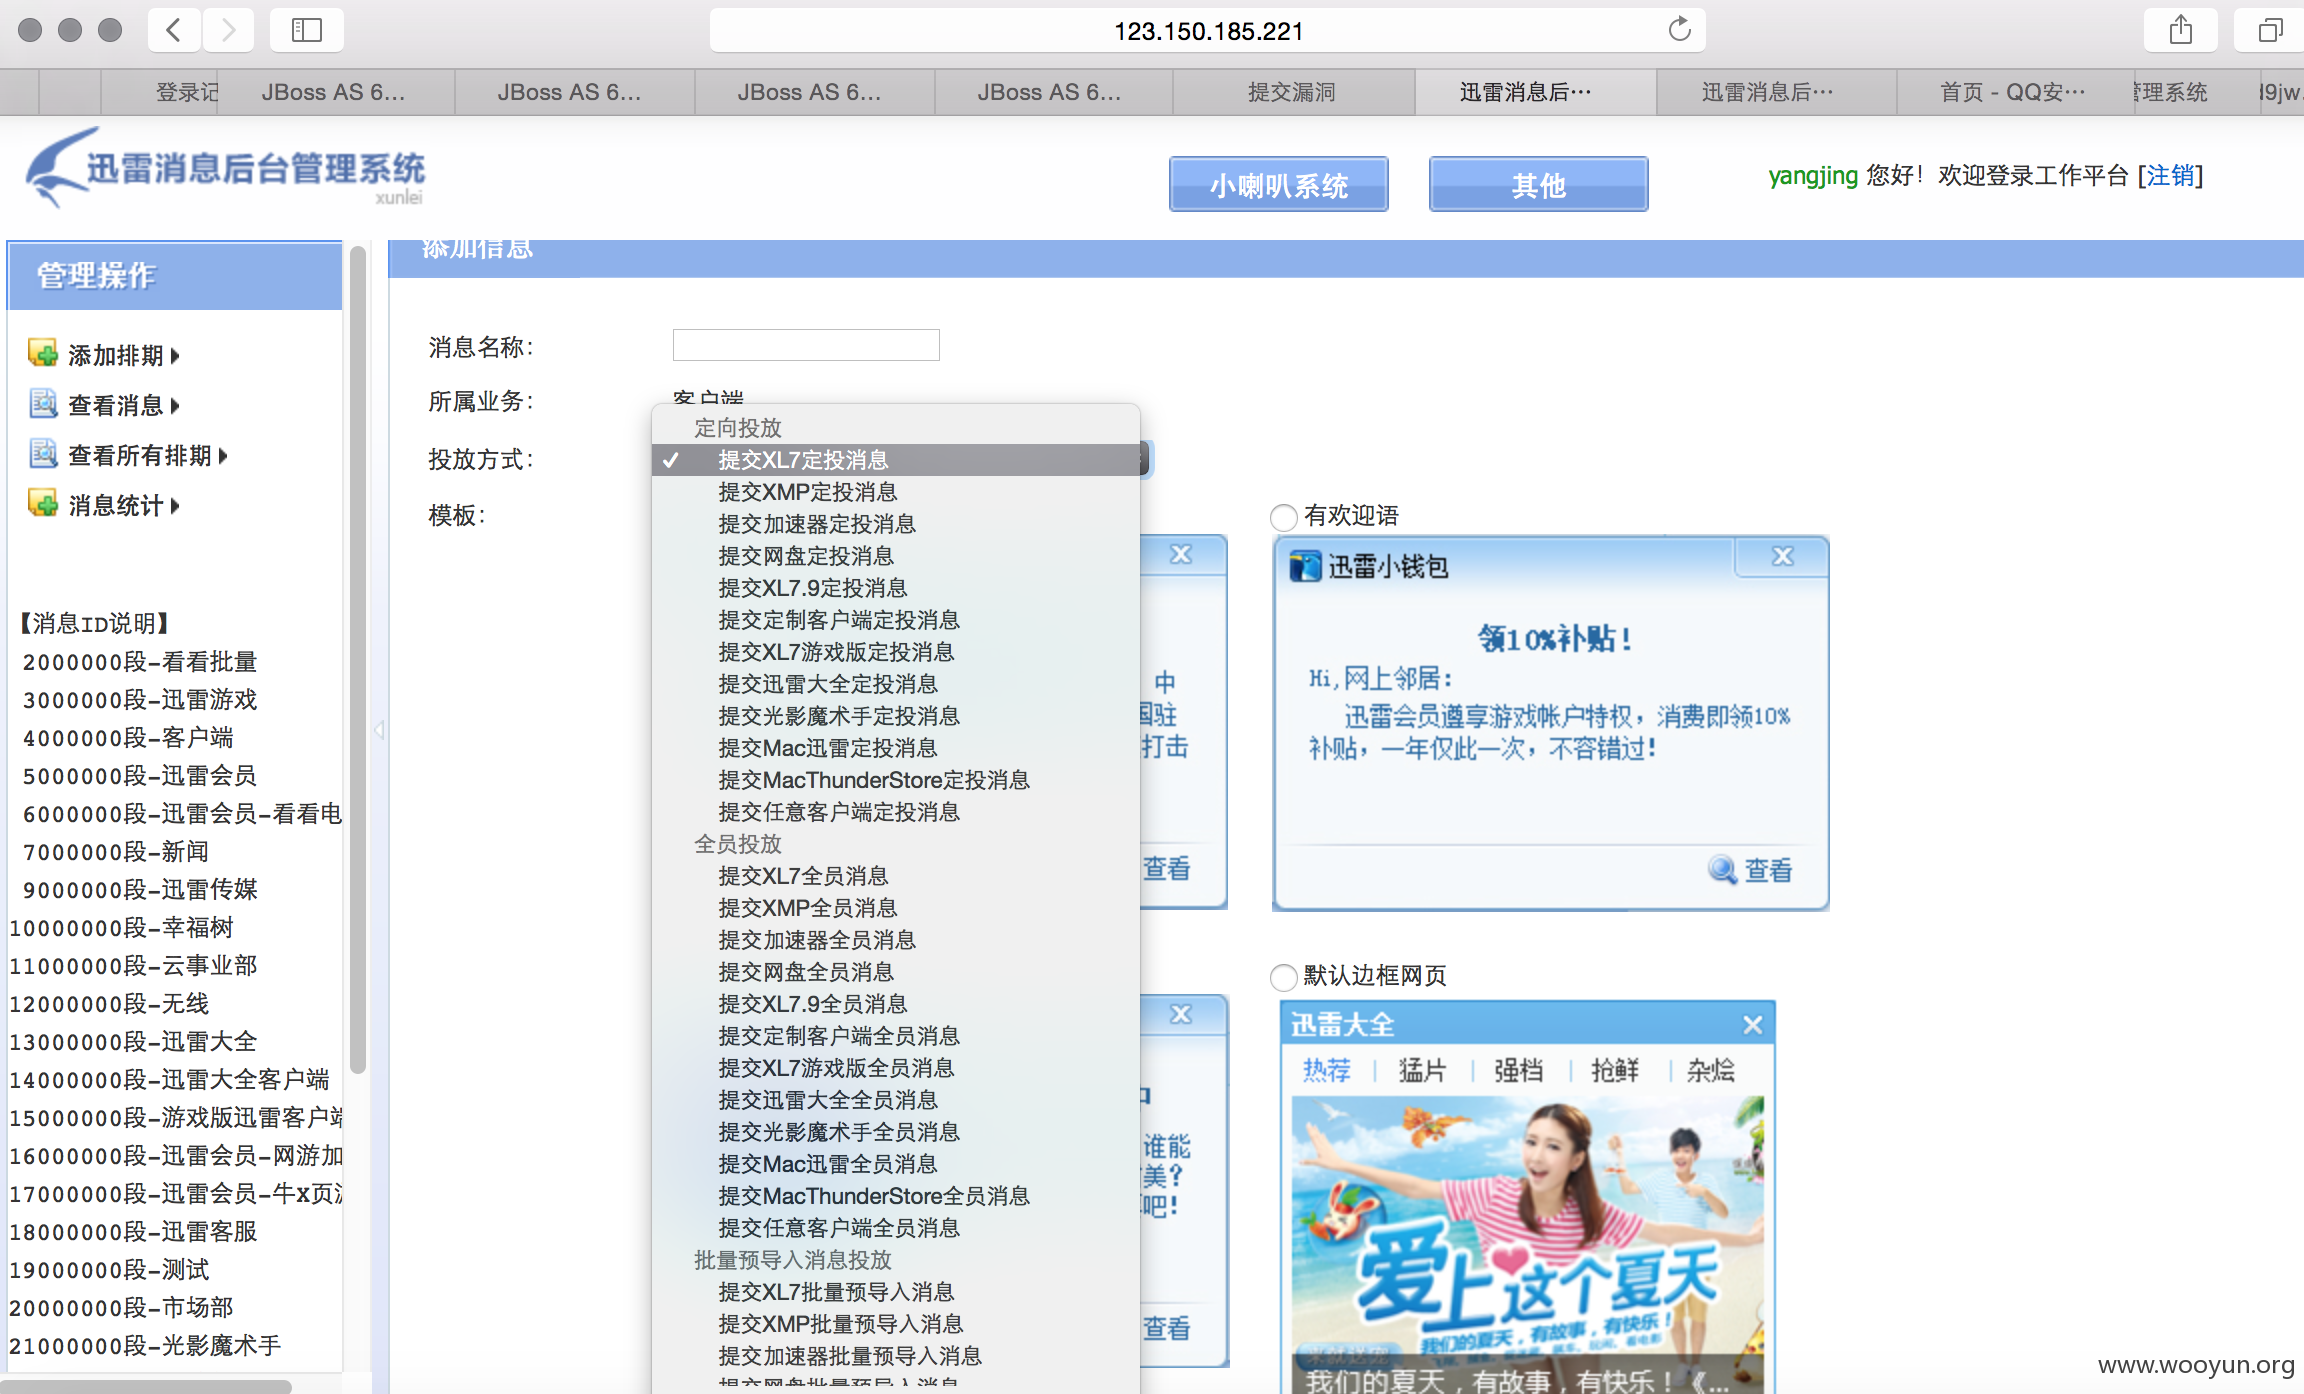 123.150.185.221
登录记
JBoss AS 6...
JBoss AS 6...
JBoss AS 6...
JBoss AS 6...
提交漏洞
迅雷消息后…
迅雷消息后…
首页 - QQ安…
管理系统
迅雷消息后台管理系统
xunlei
小喇叭系统
其他
yangjing 您好！欢迎登录工作平台 [注销]
管理操作
添加排期
查看消息
查看所有排期
消息统计
【消息ID说明】
2000000段-看看批量
3000000段-迅雷游戏
4000000段-客户端
5000000段-迅雷会员
6000000段-迅雷会员-看看电
7000000段-新闻
9000000段-迅雷传媒
10000000段-幸福树
11000000段-云事业部
12000000段-无线
13000000段-迅雷大全
14000000段-迅雷大全客户端
15000000段-游戏版迅雷客户端
16000000段-迅雷会员-网游加
17000000段-迅雷会员-牛X页游
18000000段-迅雷客服
19000000段-测试
20000000段-市场部
21000000段-光影魔术手
添加信息
消息名称：
所属业务：
客户端
投放方式：
模板：
定向投放
✓ 提交XL7定投消息
提交XMP定投消息
提交加速器定投消息
提交网盘定投消息
提交XL7.9定投消息
提交定制客户端定投消息
提交XL7游戏版定投消息
提交迅雷大全定投消息
提交光影魔术手定投消息
提交Mac迅雷定投消息
提交MacThunderStore定投消息
提交任意客户端定投消息
全员投放
提交XL7全员消息
提交XMP全员消息
提交加速器全员消息
提交网盘全员消息
提交XL7.9全员消息
提交定制客户端全员消息
提交XL7游戏版全员消息
提交迅雷大全全员消息
提交光影魔术手全员消息
提交Mac迅雷全员消息
提交MacThunderStore全员消息
提交任意客户端全员消息
批量预导入消息投放
提交XL7批量预导入消息
提交XMP批量预导入消息
提交加速器批量预导入消息
提交网盘批量预导入消息
中
国驻
打击
查看
谁能
美？
吧！
查看
有欢迎语
迅雷小钱包
领10%补贴！
Hi,网上邻居：
迅雷会员遵享游戏帐户特权，消费即领10%
补贴，一年仅此一次，不容错过！
查看
默认边框网页
迅雷大全
热荐 | 猛片 | 强档 | 抢鲜 | 杂烩
爱上这个夏天
我们的夏天，有故事，有快乐！
我们的夏天，有故事，有快乐！《...
www.wooyun.org